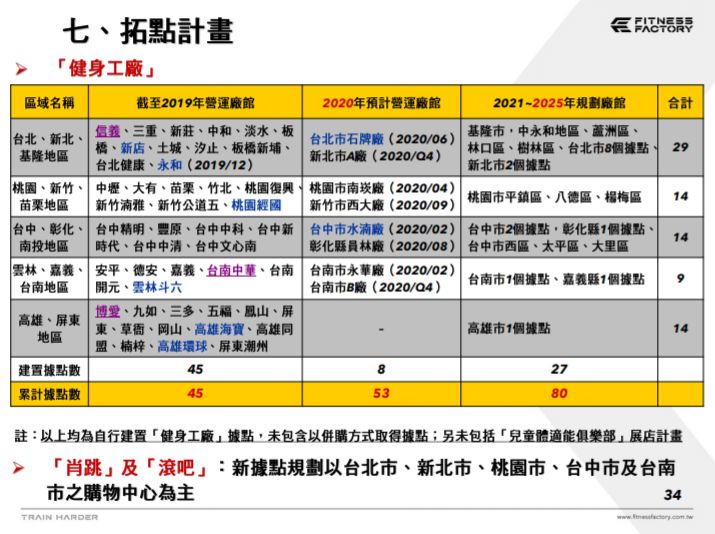 七、拓點計畫
FITNESS
FACTORY
➢ 「健身工廠」
區域名稱 截至2019年營運廠館 2020年預計營運廠館 2021~2025年規劃廠館 合計
台北、新北、
基隆地區
信義、三重、新莊、中和、淡水、板
橋、新店、土城、汐止、板橋新埔、
台北健康、永和（2019/12）
台北市石牌廠（2020/06）
新北市A廠（2020/Q4）
基隆市，中永和地區、蘆洲區、
林口區、樹林區、台北市8個據點、
新北市2個據點
29
桃園、新竹、
苗栗地區
中壢、大有、苗栗、竹北、桃園復興、
新竹湳雅、新竹公道五、桃園經國
桃園市南崁廠（2020/04）
新竹市西大廠（2020/09）
桃園市平鎮區、八德區、楊梅區
14
台中、彰化、
南投地區
台中精明、豐原、台中中科、台中新
時代、台中中清、台中文心南
台中市水湳廠（2020/02）
彰化縣員林廠（2020/08）
台中市2個據點，彰化縣1個據點、
台中市西區、太平區、大里區
14
雲林、嘉義、
台南地區
安平、德安、嘉義、台南中華、台南
開元、雲林斗六
台南市永華廠（2020/02）
台南市B廠（2020/Q4）
台南市1個據點、嘉義縣1個據點
9
高雄、屏東
地區
博愛、九如、三多、五福、鳳山、屏
東、草衙、岡山、高雄海寶、高雄同
盟、楠梓、高雄環球、屏東潮州
-
高雄市1個據點
14
建置據點數 45 8 27
累計據點數 45 53 80
註：以上均為自行建置「健身工廠」據點，未包含以併購方式取得據點；另未包括「兒童體適能俱樂部」展店計畫
➢ 「肖跳」及「滾吧」：新據點規劃以台北市、新北市、桃園市、台中市及台南
市之購物中心為主
34
TRAIN HARDER
www.fitnessfactory.com.tw